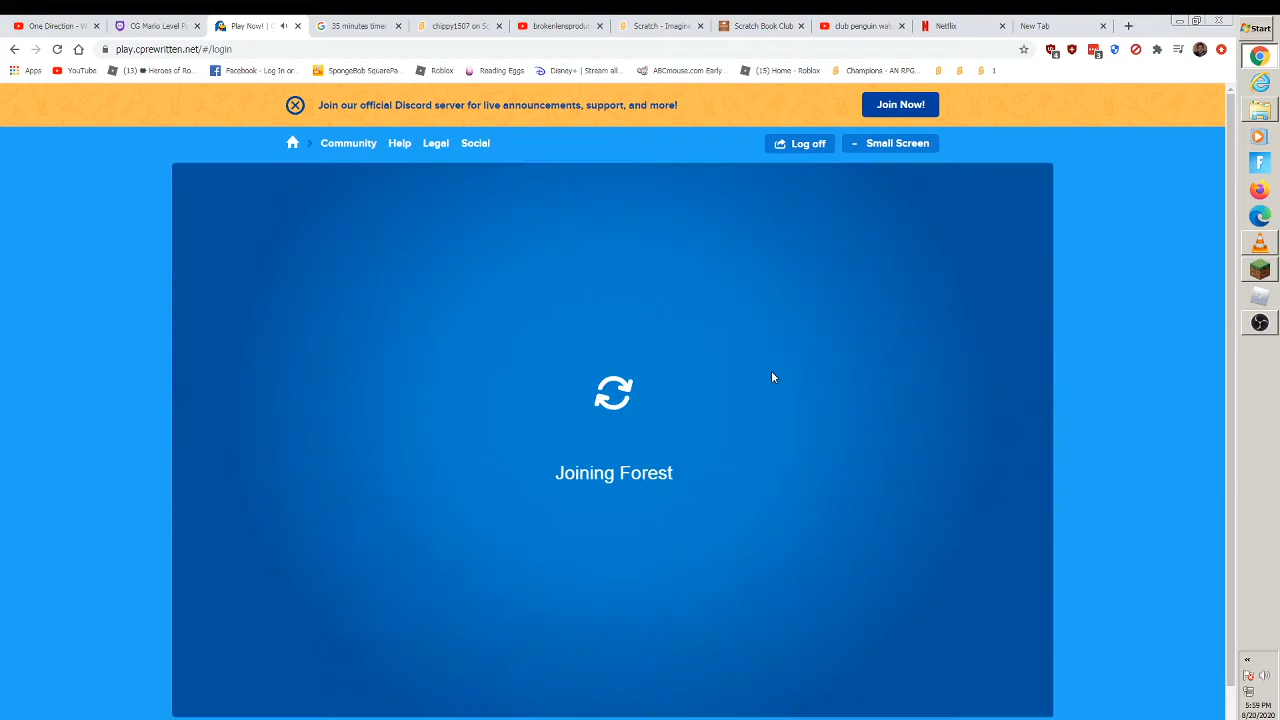 One Direction - V
CG Mario Level P
Play Now! |
35 minutes timer
chippy1507 on Sc
brokenlensproduc
Scratch - Imagine
Scratch Book Club
club penguin wat
Netflix
New Tab
Start
play.cprewritten.net/#/login
Apps
YouTube
(13) Heroes of Ro...
Facebook - Log In or...
SpongeBob SquarePa...
Roblox
Reading Eggs
Disney+ | Stream all...
ABCmouse.com Early...
(15) Home - Roblox
Champions - AN RPG...
1
Join our official Discord server for live announcements, support, and more!
Join Now!
Community
Help
Legal
Social
Log off
- Small Screen
Joining Forest
5:59 PM
8/20/2020